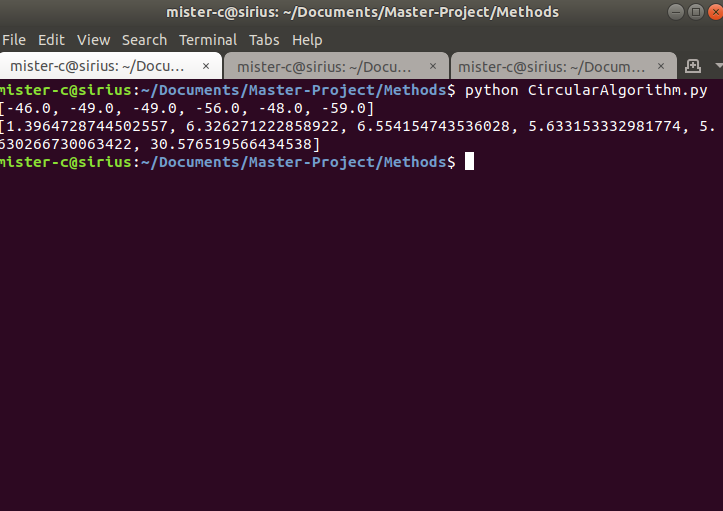 mister-c@sirius: ~/Documents/Master-Project/Methods
File Edit View Search Terminal Tabs Help
mister-c@sirius: ~/Docu... × mister-c@sirius: ~/Docum... × mister-c@sirius: ~/Docum... ×
mister-c@sirius:~/Documents/Master-Project/Methods$ python CircularAlgorithm.py
[-46.0, -49.0, -49.0, -56.0, -48.0, -59.0]
[1.3964728744502557, 6.326271222858922, 6.554154743536028, 5.633153332981774, 5.
630266730063422, 30.576519566434538]
mister-c@sirius:~/Documents/Master-Project/Methods$